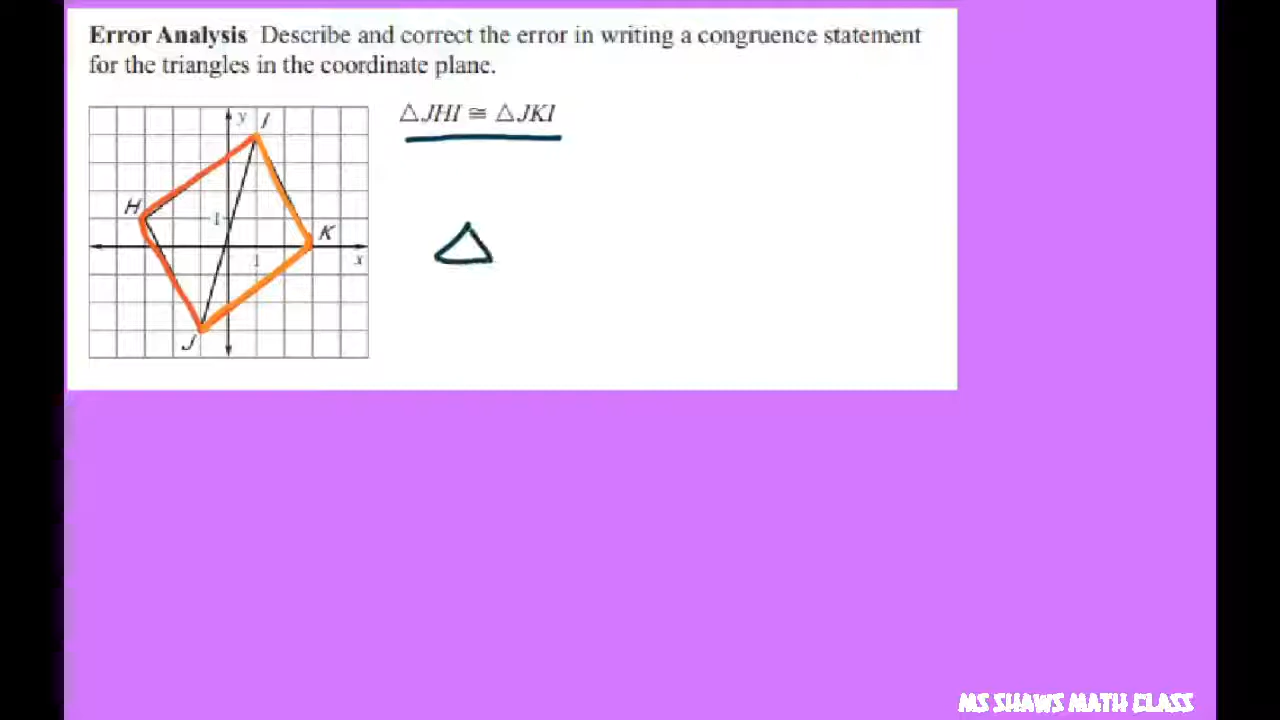 Error Analysis Describe and correct the error in writing a congruence statement
for the triangles in the coordinate plane.
△JHI ≅ △JKI
y I
H
1
K
1 x
J
△
MS SHAWS MATH CLASS